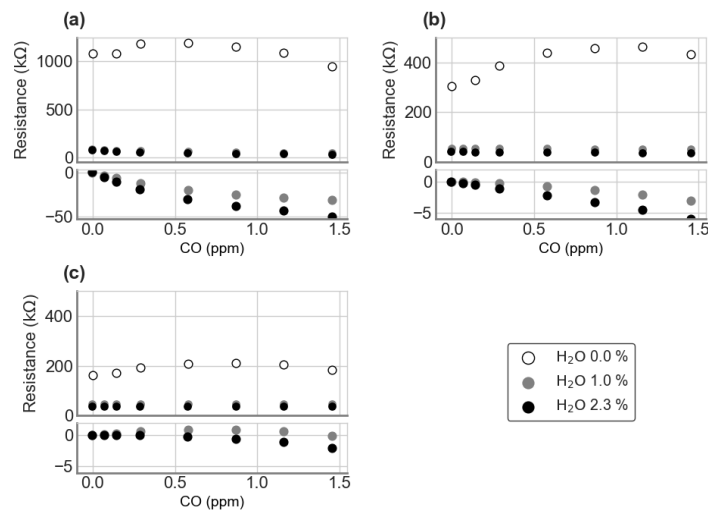 (a)
Resistance (kΩ)
1000
500
0
0
−50
0.0 0.5 1.0 1.5
CO (ppm)
(b)
Resistance (kΩ)
400
200
0
0
−5
0.0 0.5 1.0 1.5
CO (ppm)
(c)
Resistance (kΩ)
400
200
0
0
−5
0.0 0.5 1.0 1.5
CO (ppm)
H₂O 0.0 %
H₂O 1.0 %
H₂O 2.3 %